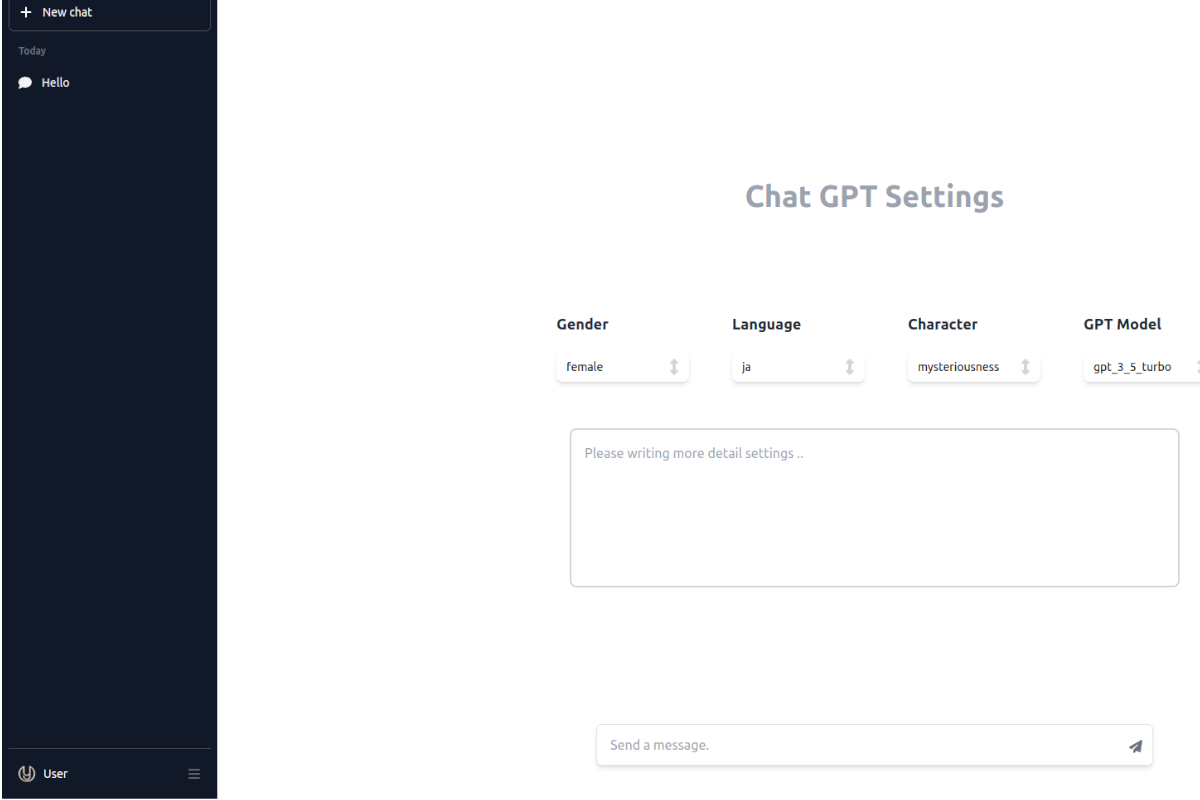 New chat
Today
Hello
Chat GPT Settings
Gender
Language
Character
GPT Model
female
ja
mysteriousness
gpt_3_5_turbo
Please writing more detail settings ..
Send a message.
User